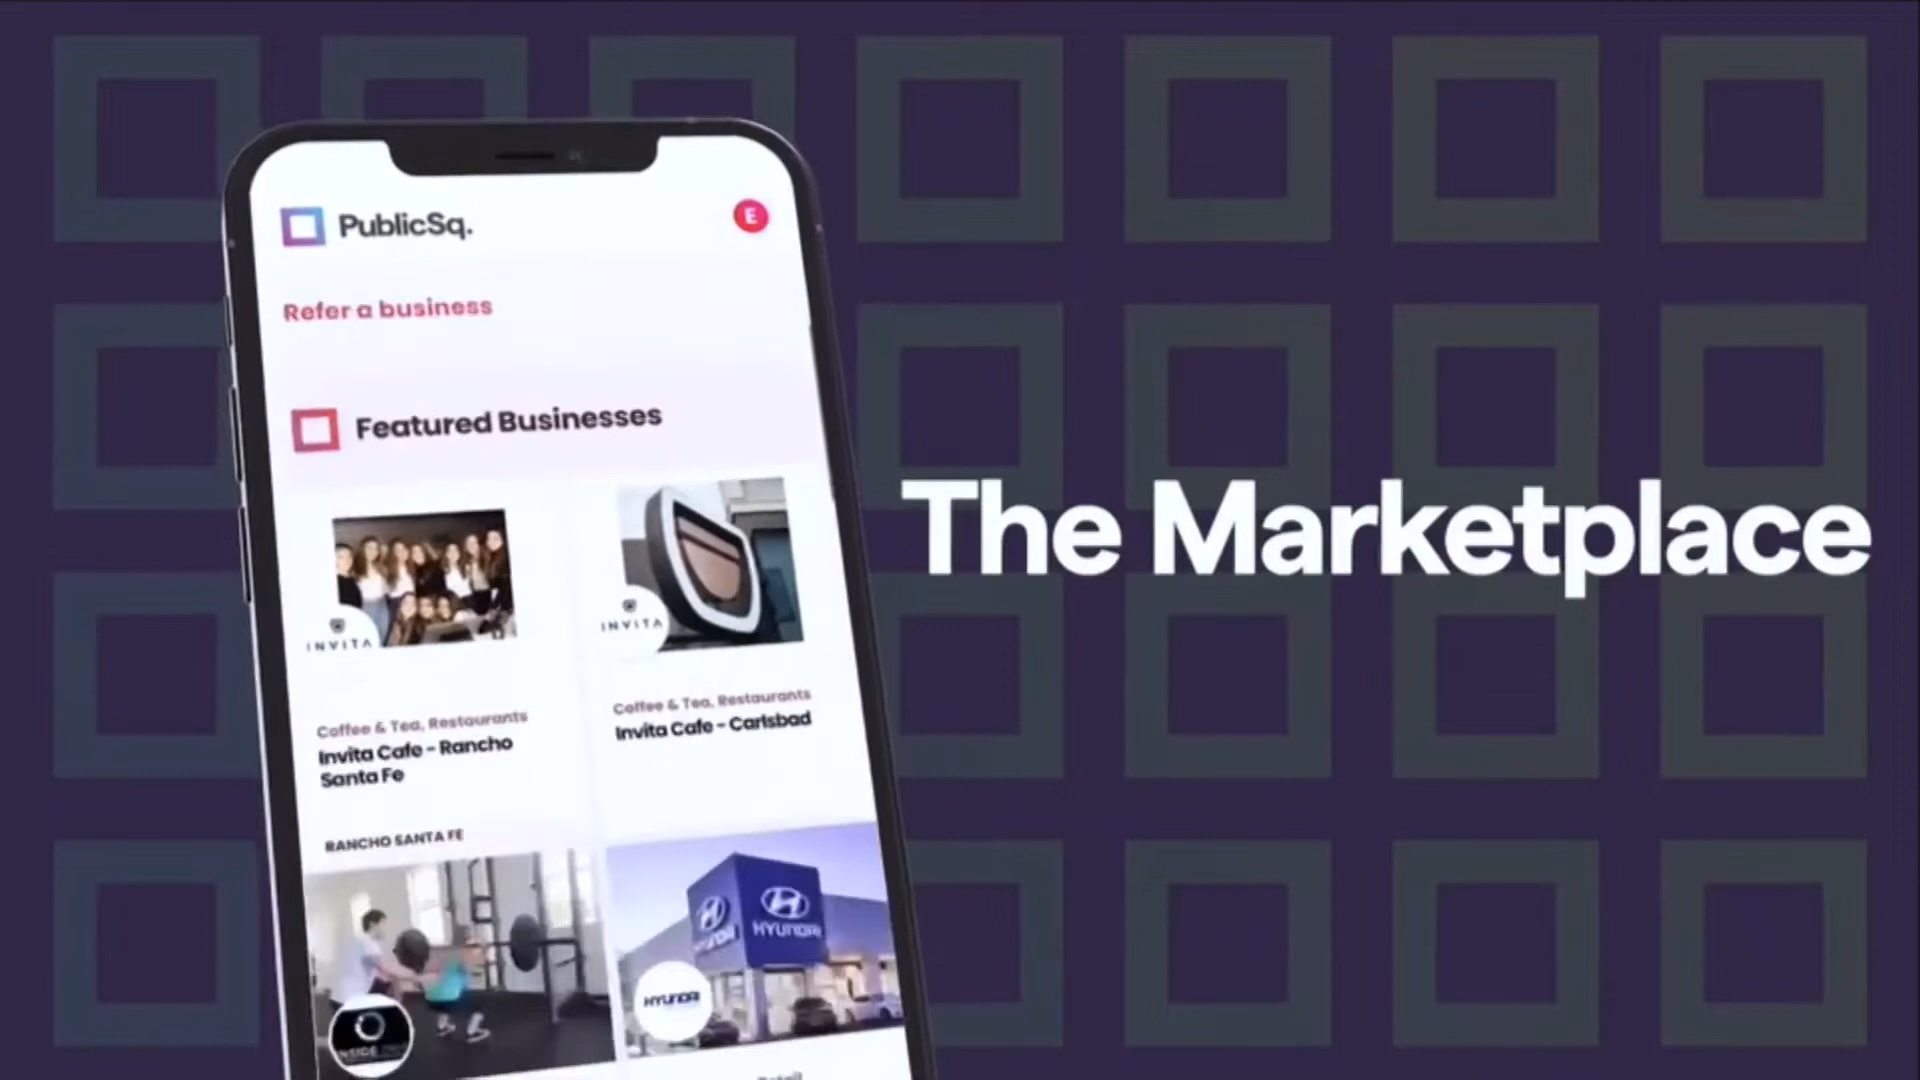 PublicSq.
E
Refer a business
Featured Businesses
The Marketplace
INVITA
INVITA
Coffee & Tea, Restaurants
Invita Cafe - Rancho
Santa Fe
Coffee & Tea, Restaurants
Invita Cafe - Carlsbad
RANCHO SANTA FE
HYUNDAI
HYUNDAI
HYUNDAI